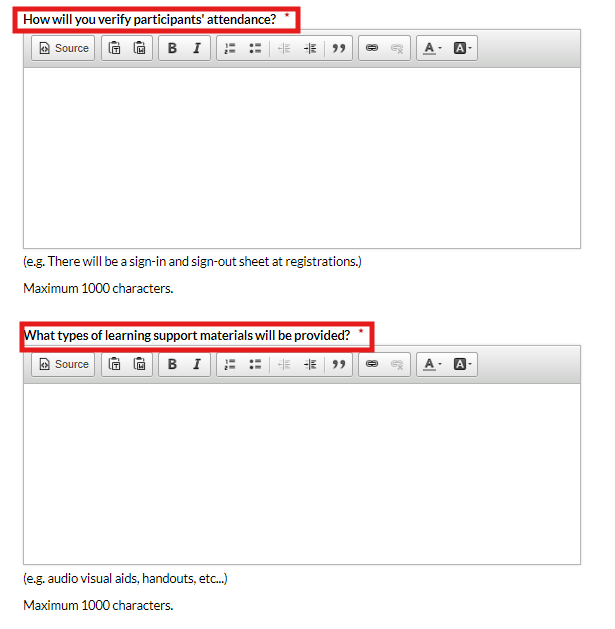 How will you verify participants' attendance? *
Source B I A A
(e.g. There will be a sign-in and sign-out sheet at registrations.)
Maximum 1000 characters.
What types of learning support materials will be provided? *
Source B I A A
(e.g. audio visual aids, handouts, etc...)
Maximum 1000 characters.